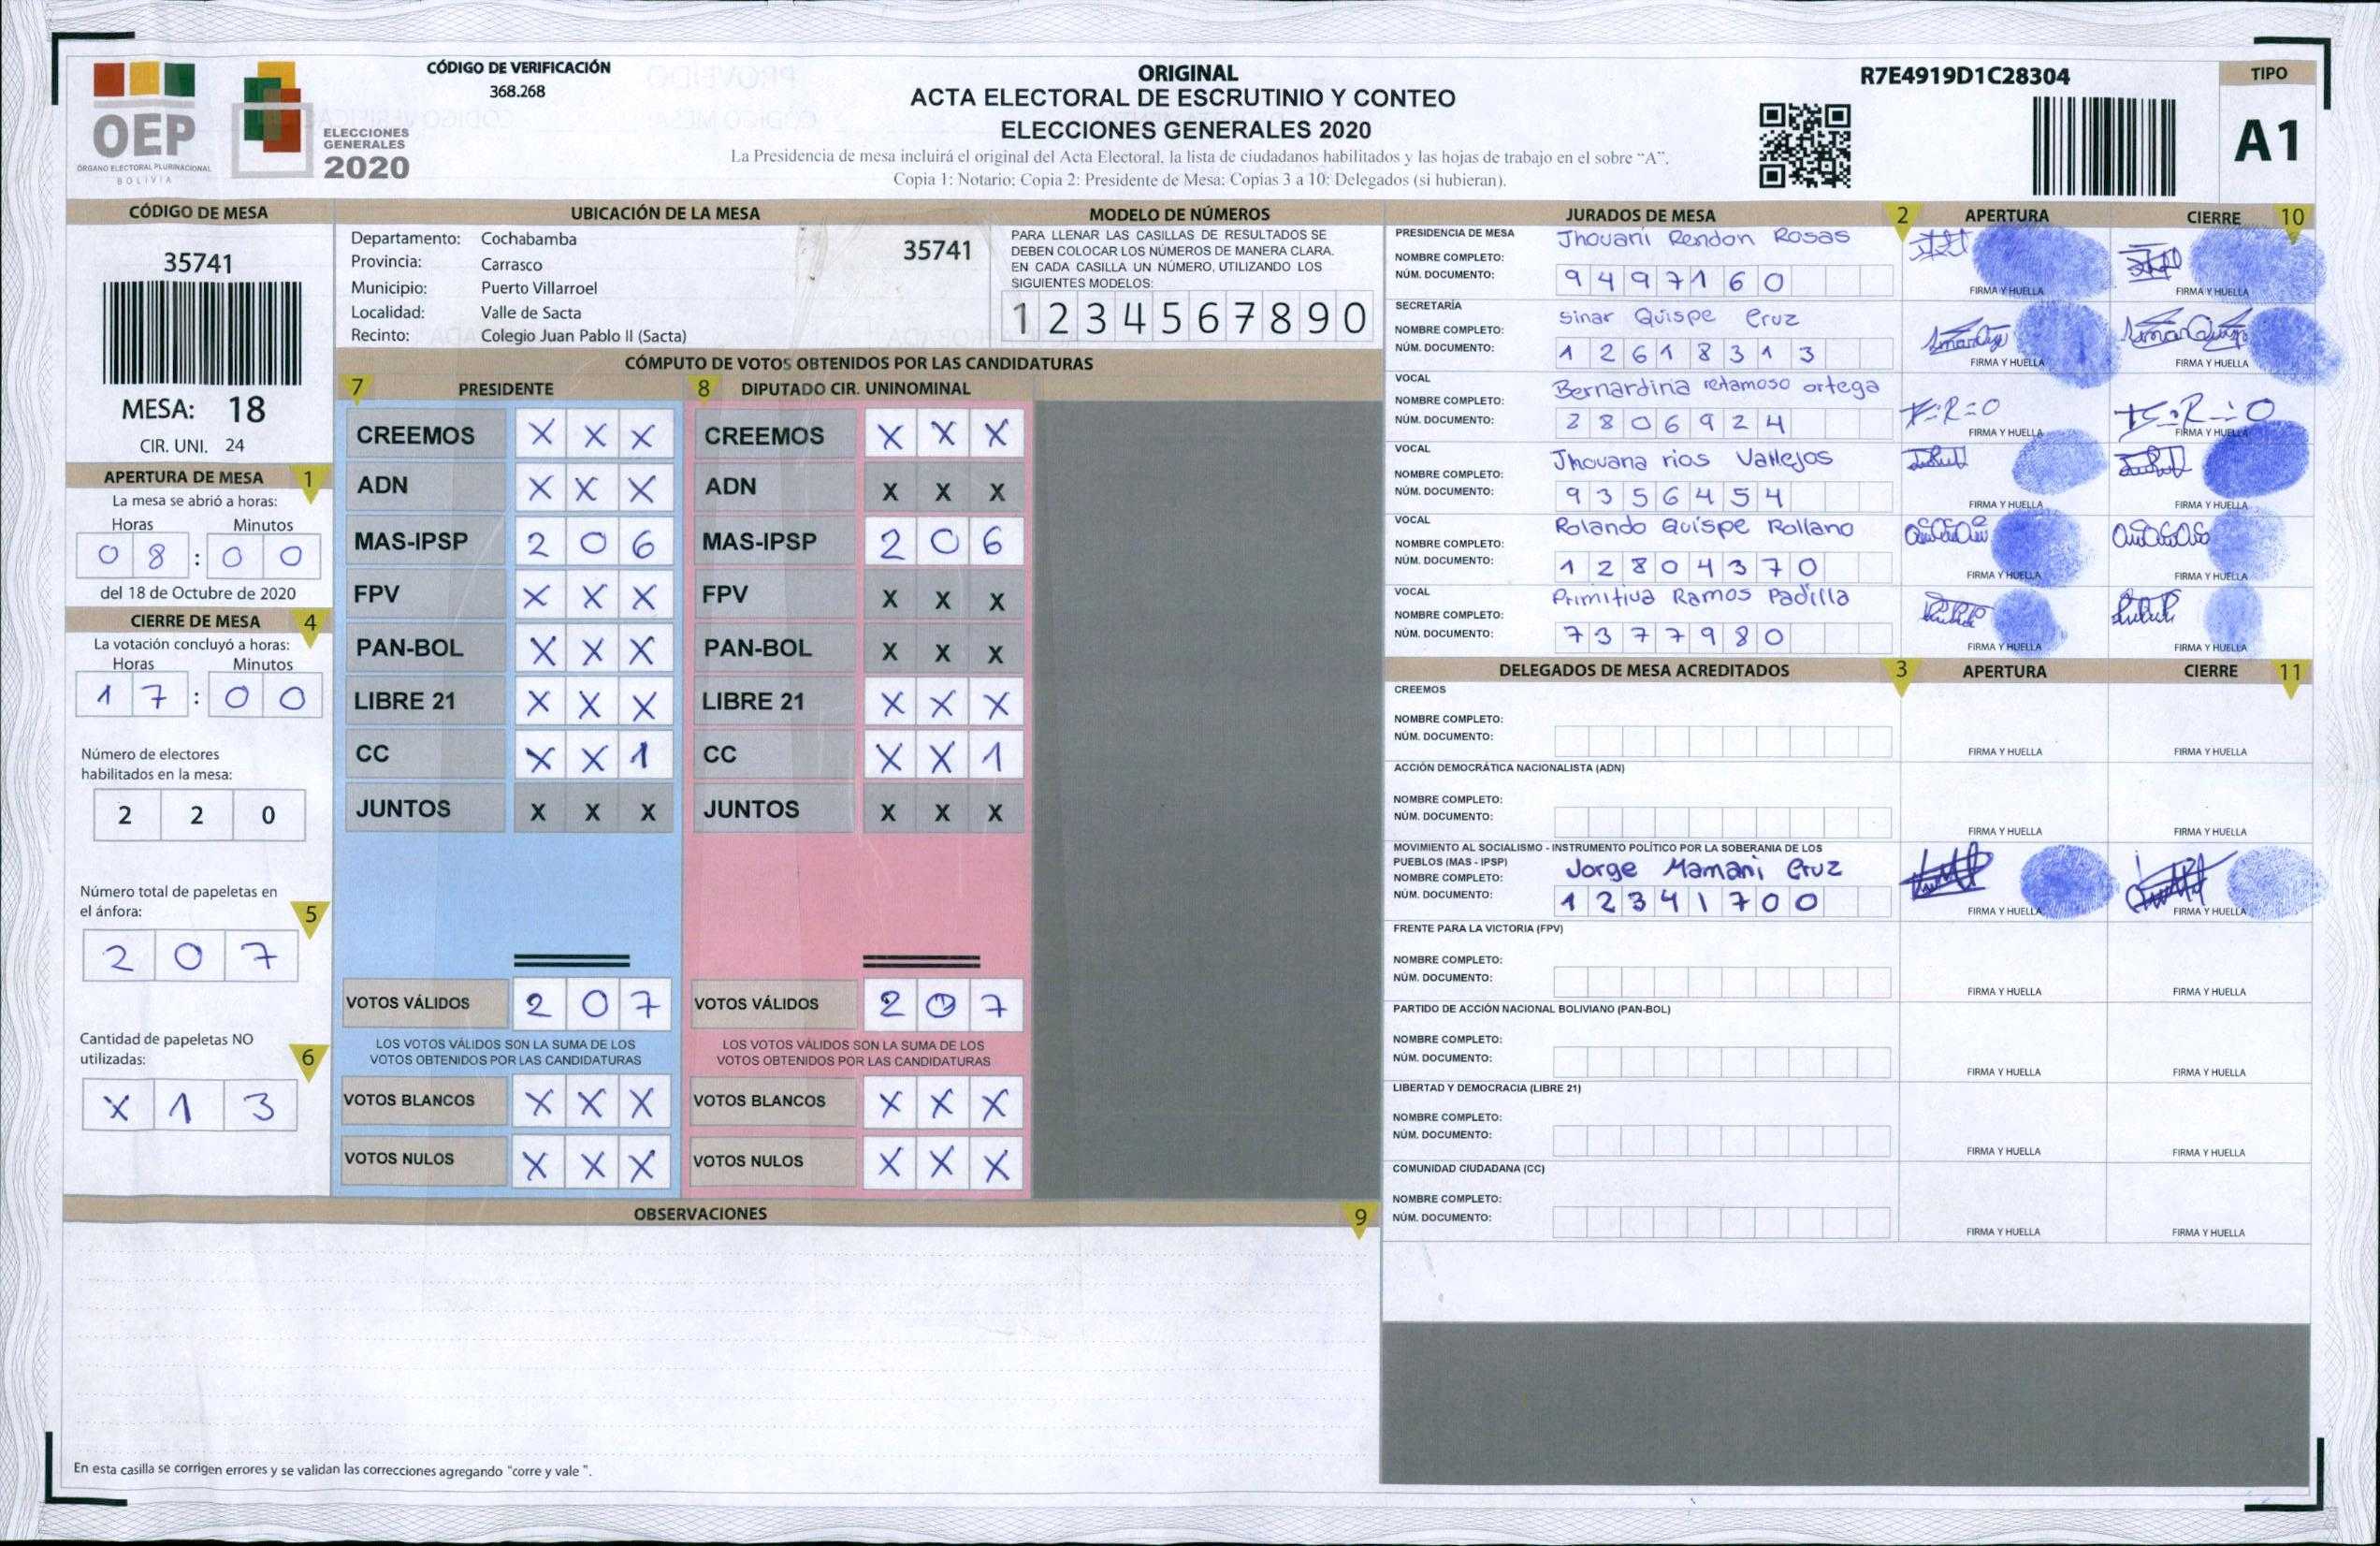 OEP
ÓRGANO ELECTORAL PLURINACIONAL
BOLIVIA
ELECCIONES
GENERALES
2020
CÓDIGO DE VERIFICACIÓN
368.268
ORIGINAL
ACTA ELECTORAL DE ESCRUTINIO Y CONTEO
ELECCIONES GENERALES 2020
La Presidencia de mesa incluirá el original del Acta Electoral, la lista de ciudadanos habilitados y las hojas de trabajo en el sobre "A".
Copia 1: Notario; Copia 2: Presidente de Mesa; Copias 3 a 10: Delegados (si hubieran).
R7E4919D1C28304
TIPO
A1
CÓDIGO DE MESA
35741
MESA: 18
CIR. UNI. 24
APERTURA DE MESA 1
La mesa se abrió a horas:
Horas Minutos
0 8 : 0 0
del 18 de Octubre de 2020
CIERRE DE MESA 4
La votación concluyó a horas:
Horas Minutos
1 7 : 0 0
Número de electores
habilitados en la mesa:
2 2 0
Número total de papeletas en
el ánfora:
5
2 0 7
Cantidad de papeletas NO
utilizadas:
6
X 1 3
UBICACIÓN DE LA MESA
Departamento: Cochabamba
Provincia: Carrasco
Municipio: Puerto Villarroel
Localidad: Valle de Sacta
Recinto: Colegio Juan Pablo II (Sacta)
35741
MODELO DE NÚMEROS
PARA LLENAR LAS CASILLAS DE RESULTADOS SE
DEBEN COLOCAR LOS NÚMEROS DE MANERA CLARA.
EN CADA CASILLA UN NÚMERO, UTILIZANDO LOS
SIGUIENTES MODELOS:
1 2 3 4 5 6 7 8 9 0
CÓMPUTO DE VOTOS OBTENIDOS POR LAS CANDIDATURAS
7 PRESIDENTE 8 DIPUTADO CIR. UNINOMINAL
CREEMOS X X X CREEMOS X X X
ADN X X X ADN X X X
MAS-IPSP 2 0 6 MAS-IPSP 2 0 6
FPV X X X FPV X X X
PAN-BOL X X X PAN-BOL X X X
LIBRE 21 X X X LIBRE 21 X X X
CC X X 1 CC X X 1
JUNTOS X X X JUNTOS X X X
VOTOS VÁLIDOS 2 0 7 VOTOS VÁLIDOS 2 0 7
LOS VOTOS VÁLIDOS SON LA SUMA DE LOS LOS VOTOS VÁLIDOS SON LA SUMA DE LOS
VOTOS OBTENIDOS POR LAS CANDIDATURAS VOTOS OBTENIDOS POR LAS CANDIDATURAS
VOTOS BLANCOS X X X VOTOS BLANCOS X X X
VOTOS NULOS X X X VOTOS NULOS X X X
OBSERVACIONES 9
En esta casilla se corrigen errores y se validan las correcciones agregando "corre y vale ".
JURADOS DE MESA 2 APERTURA CIERRE 10
PRESIDENCIA DE MESA Jhovani Rendon Rosas
NOMBRE COMPLETO:
NÚM. DOCUMENTO: 9 4 9 7 1 6 0
FIRMA Y HUELLA FIRMA Y HUELLA
SECRETARÍA
NOMBRE COMPLETO: Sinar Quispe Cruz
NÚM. DOCUMENTO: 1 2 6 1 8 3 1 3
FIRMA Y HUELLA FIRMA Y HUELLA
VOCAL Bernardina retamoso ortega
NOMBRE COMPLETO:
NÚM. DOCUMENTO: 2 8 0 6 9 2 4
FIRMA Y HUELLA FIRMA Y HUELLA
VOCAL Jhovana rios Vallejos
NOMBRE COMPLETO:
NÚM. DOCUMENTO: 9 3 5 6 4 5 4
FIRMA Y HUELLA FIRMA Y HUELLA
VOCAL Rolando Quispe Rollano
NOMBRE COMPLETO:
NÚM. DOCUMENTO: 1 2 8 0 4 3 7 0
FIRMA Y HUELLA FIRMA Y HUELLA
VOCAL Primitiva Ramos Padilla
NOMBRE COMPLETO:
NÚM. DOCUMENTO: 7 3 7 7 9 8 0
FIRMA Y HUELLA FIRMA Y HUELLA
DELEGADOS DE MESA ACREDITADOS 3 APERTURA CIERRE 11
CREEMOS
NOMBRE COMPLETO:
NÚM. DOCUMENTO:
FIRMA Y HUELLA FIRMA Y HUELLA
ACCIÓN DEMOCRÁTICA NACIONALISTA (ADN)
NOMBRE COMPLETO:
NÚM. DOCUMENTO:
FIRMA Y HUELLA FIRMA Y HUELLA
MOVIMIENTO AL SOCIALISMO - INSTRUMENTO POLÍTICO POR LA SOBERANIA DE LOS
PUEBLOS (MAS - IPSP)
NOMBRE COMPLETO: Jorge Mamani Cruz
NÚM. DOCUMENTO: 1 2 3 4 1 7 0 0
FIRMA Y HUELLA FIRMA Y HUELLA
FRENTE PARA LA VICTORIA (FPV)
NOMBRE COMPLETO:
NÚM. DOCUMENTO:
FIRMA Y HUELLA FIRMA Y HUELLA
PARTIDO DE ACCIÓN NACIONAL BOLIVIANO (PAN-BOL)
NOMBRE COMPLETO:
NÚM. DOCUMENTO:
FIRMA Y HUELLA FIRMA Y HUELLA
LIBERTAD Y DEMOCRACIA (LIBRE 21)
NOMBRE COMPLETO:
NÚM. DOCUMENTO:
FIRMA Y HUELLA FIRMA Y HUELLA
COMUNIDAD CIUDADANA (CC)
NOMBRE COMPLETO:
NÚM. DOCUMENTO:
FIRMA Y HUELLA FIRMA Y HUELLA